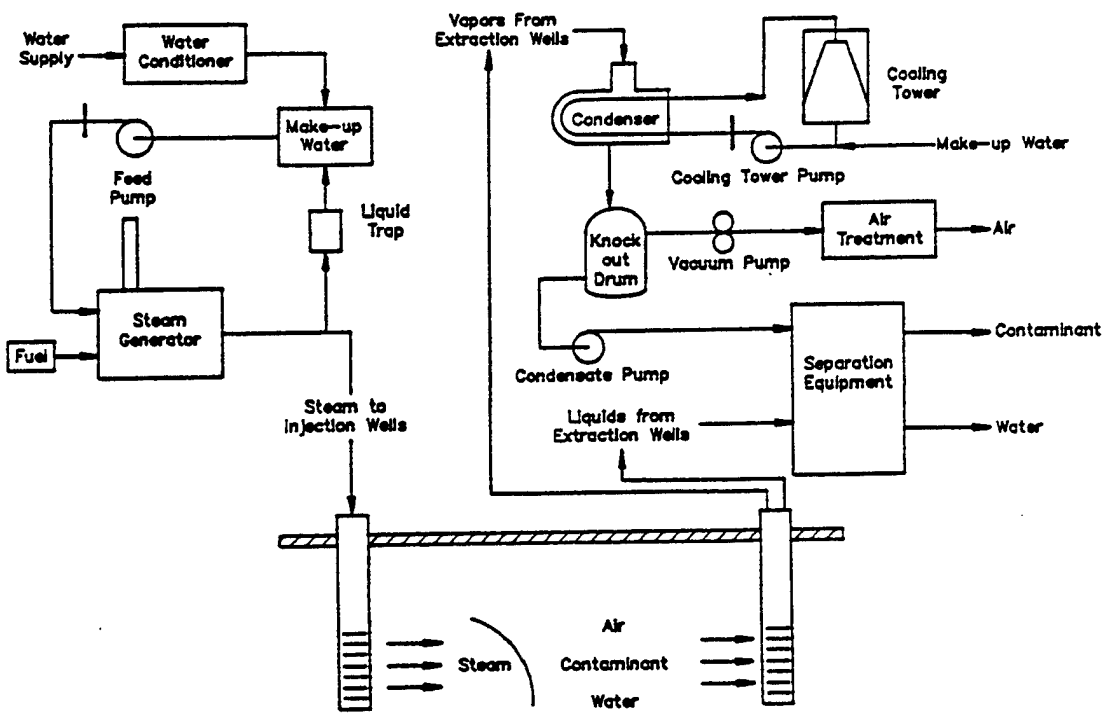 Water
Supply
Water
Conditioner
Make-up
Water
Feed
Pump
Liquid
Trap
Steam
Generator
Fuel
Steam to
Injection Wells
Vapors From
Extraction Wells
Cooling
Tower
Condenser
Make-up Water
Cooling Tower Pump
Knock
out
Drum
Vacuum Pump
Air
Treatment
Air
Condensate Pump
Separation
Equipment
Contaminant
Liquids from
Extraction Wells
Water
Steam
Air
Contaminant
Water